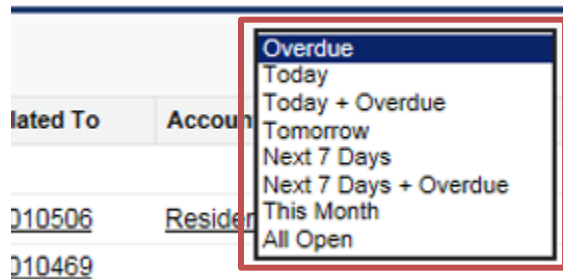 Overdue
Today
Today + Overdue
Tomorrow
Next 7 Days
Next 7 Days + Overdue
This Month
All Open
lated To Accoun
010506 Residen
010469